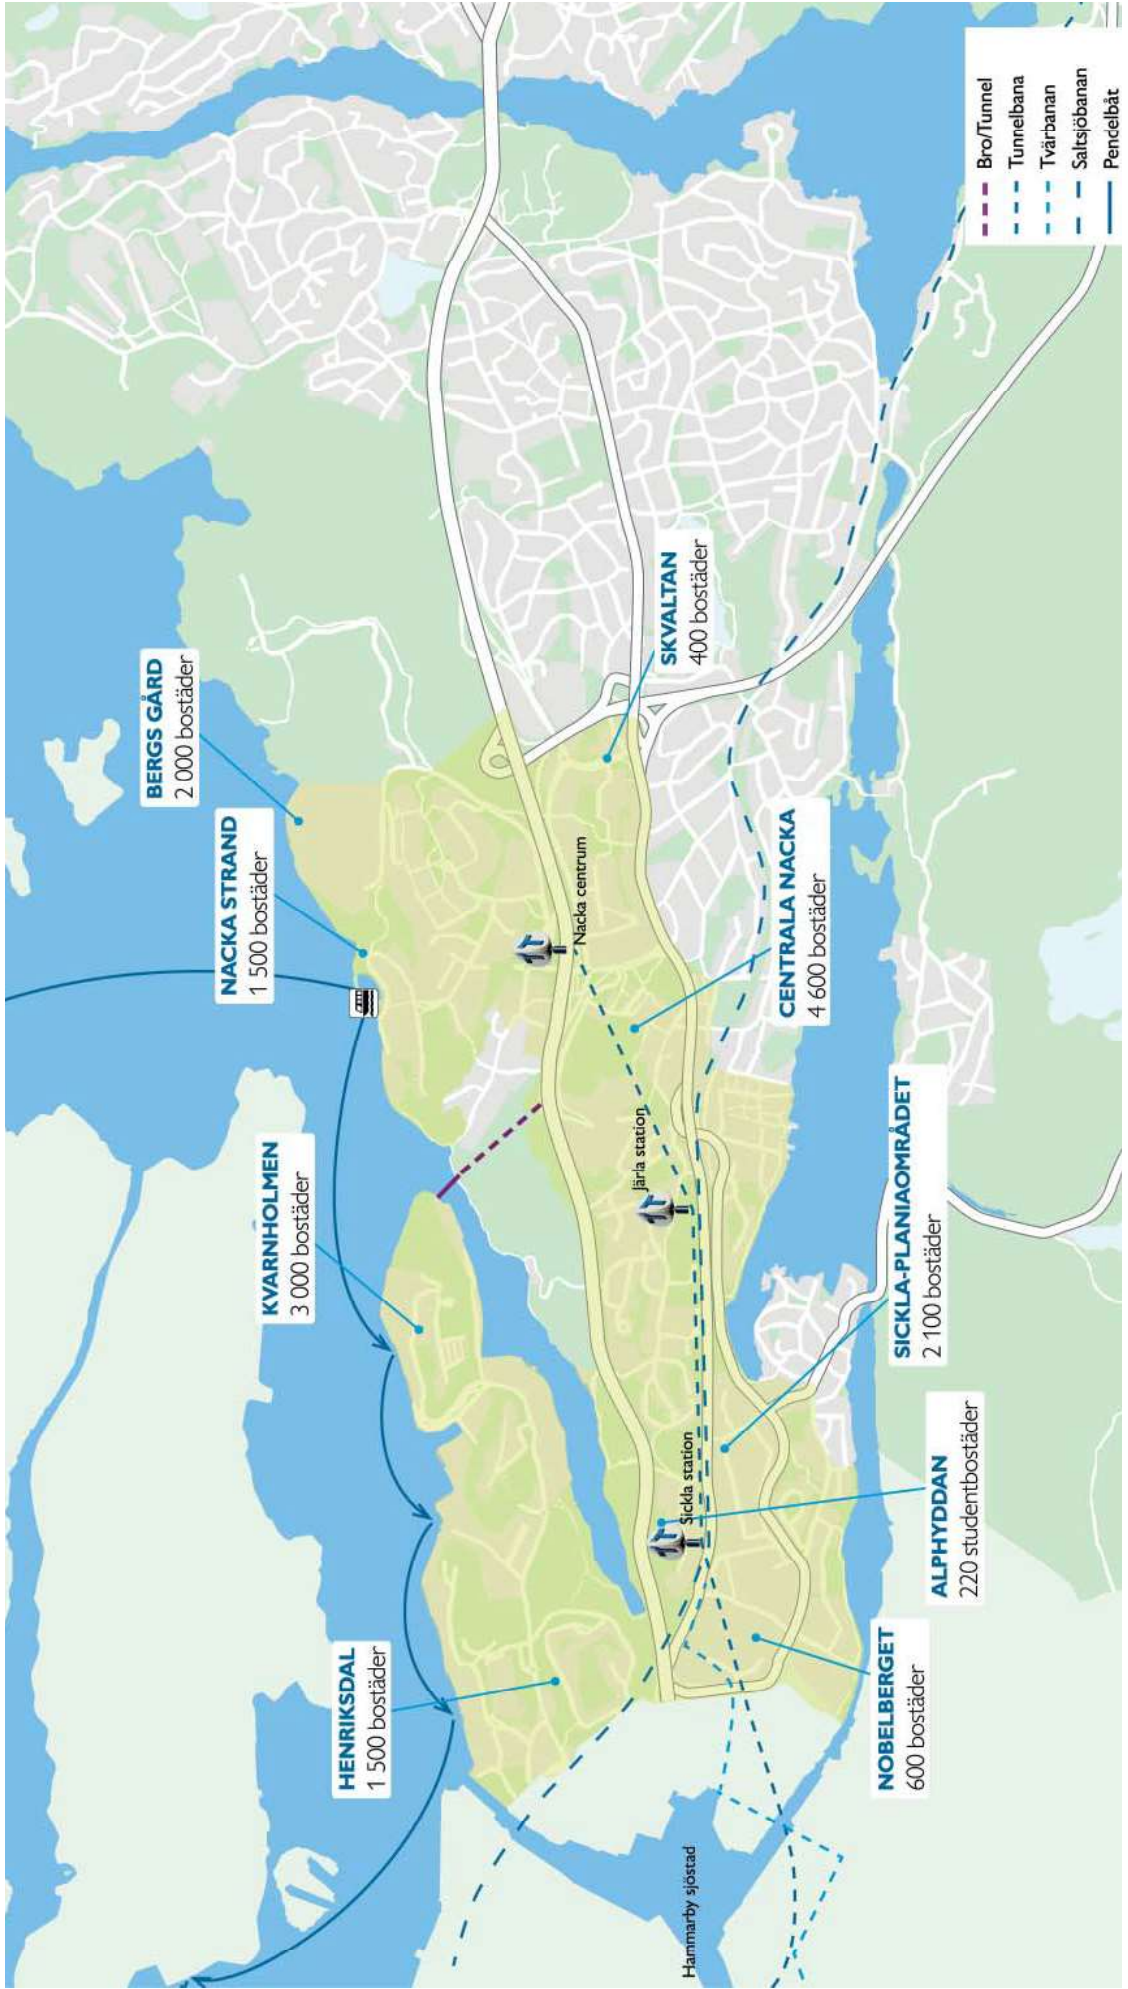 BERGS GÅRD
2 000 bostäder
NACKA STRAND
1 500 bostäder
KVARNHOLMEN
3 000 bostäder
HENRIKSDAL
1 500 bostäder
SKVALTAN
400 bostäder
Nacka centrum
CENTRALA NACKA
4 600 bostäder
Järla station
Sickla station
SICKLA-PLANIAOMRÅDET
2 100 bostäder
ALPHYDDAN
220 studentbostäder
NOBELBERGET
600 bostäder
Hammarby sjöstad
Bro/Tunnel
Tunnelbana
Tvärbanan
Saltsjöbanan
Pendelbåt